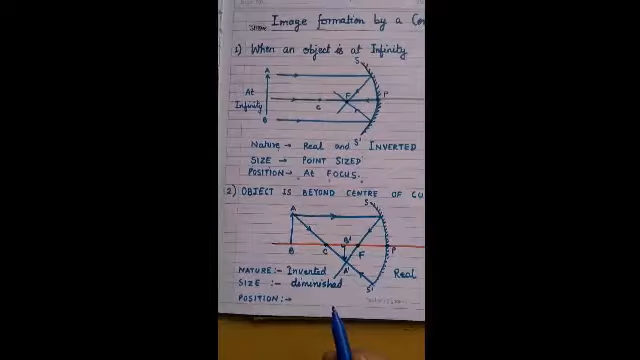 Image formation by a Con
1) When an object is at Infinity
A
S
At
Infinity
C
F
P
B
S'
Nature → Real and INVERTED
SIZE → POINT SIZED
POSITION → At FOCUS.
2) OBJECT IS BEYOND CENTRE OF CU
A
S
B
C
B'
F
P
A'
S'
NATURE :- Inverted Real
SIZE :- diminished
POSITION :→